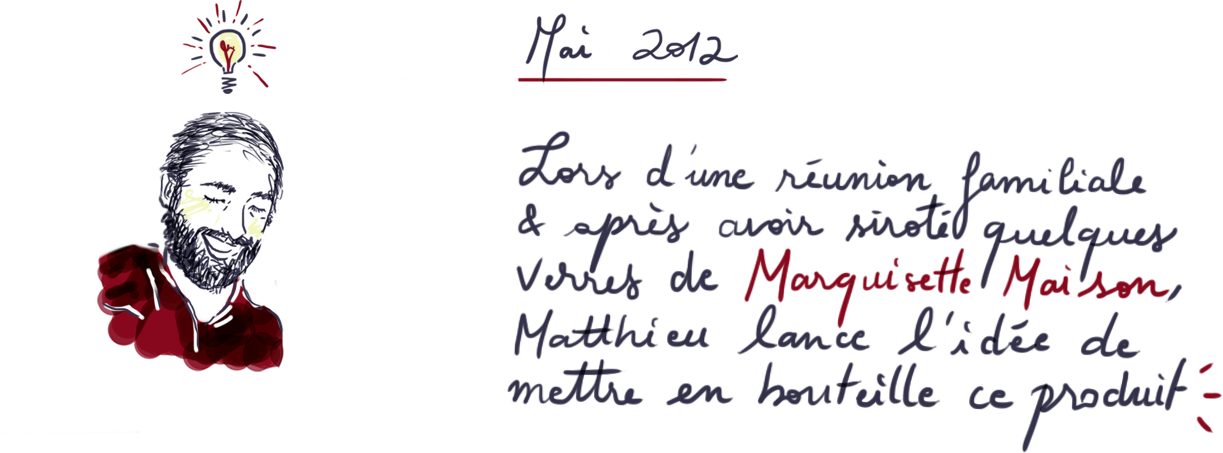 Mai 2012
Lors d'une réunion familiale
& après avoir siroté quelques
verres de Marquisette Maison,
Matthieu lance l'idée de
mettre en bouteille ce produit